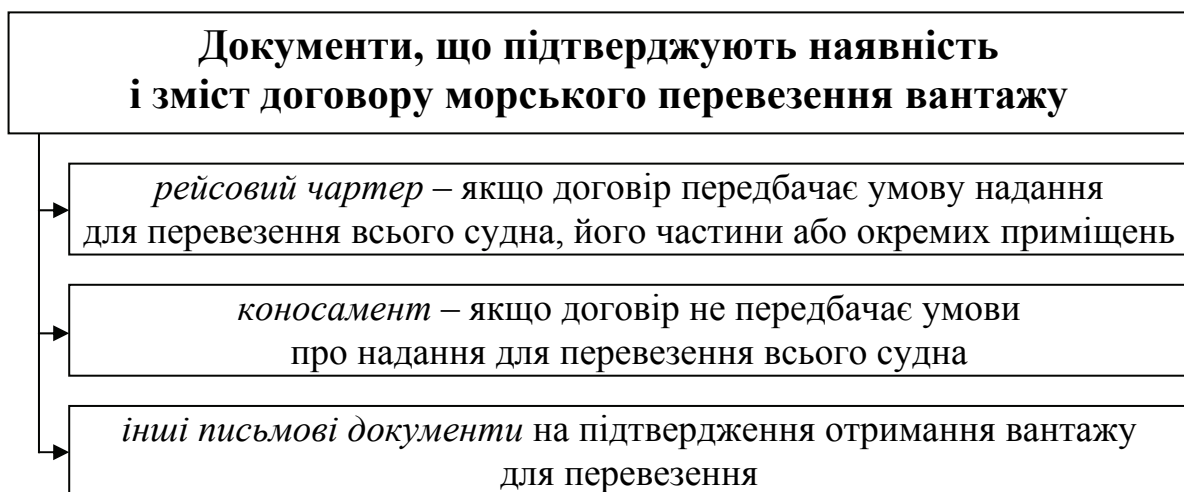 Документи, що підтверджують наявність
і зміст договору морського перевезення вантажу
рейсовий чартер – якщо договір передбачає умову надання
для перевезення всього судна, його частини або окремих приміщень
коносамент – якщо договір не передбачає умови
про надання для перевезення всього судна
інші письмові документи на підтвердження отримання вантажу
для перевезення